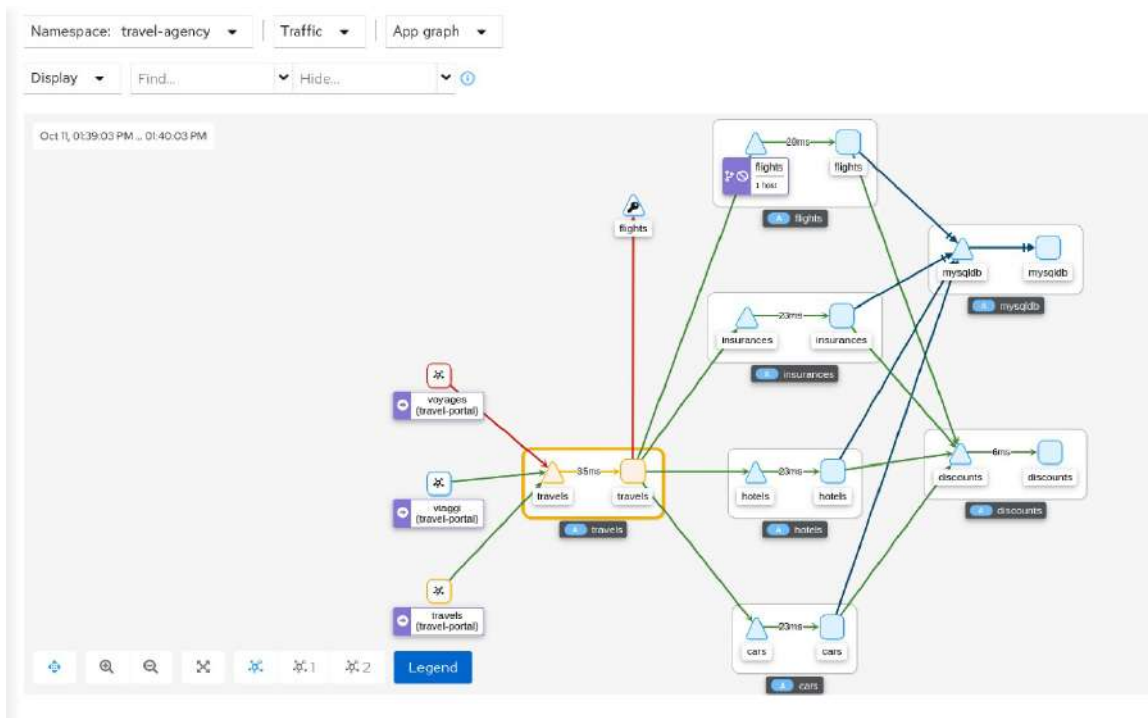 Namespace: travel-agency Traffic App graph
Display Find... Hide...
Oct 11, 01:39:03 PM ... 01:40:03 PM
28ms
flights
1 host
flights
A flights
flights
mysqldb
mysqldb
A mysqldb
23ms
insurances
insurances
A insurances
voyages
(travel-portal)
35ms
travels
travels
A travels
viaggi
(travel-portal)
23ms
hotels
hotels
A hotels
6ms
discounts
discounts
A discounts
travels
(travel-portal)
23ms
cars
cars
A cars
1
2
Legend